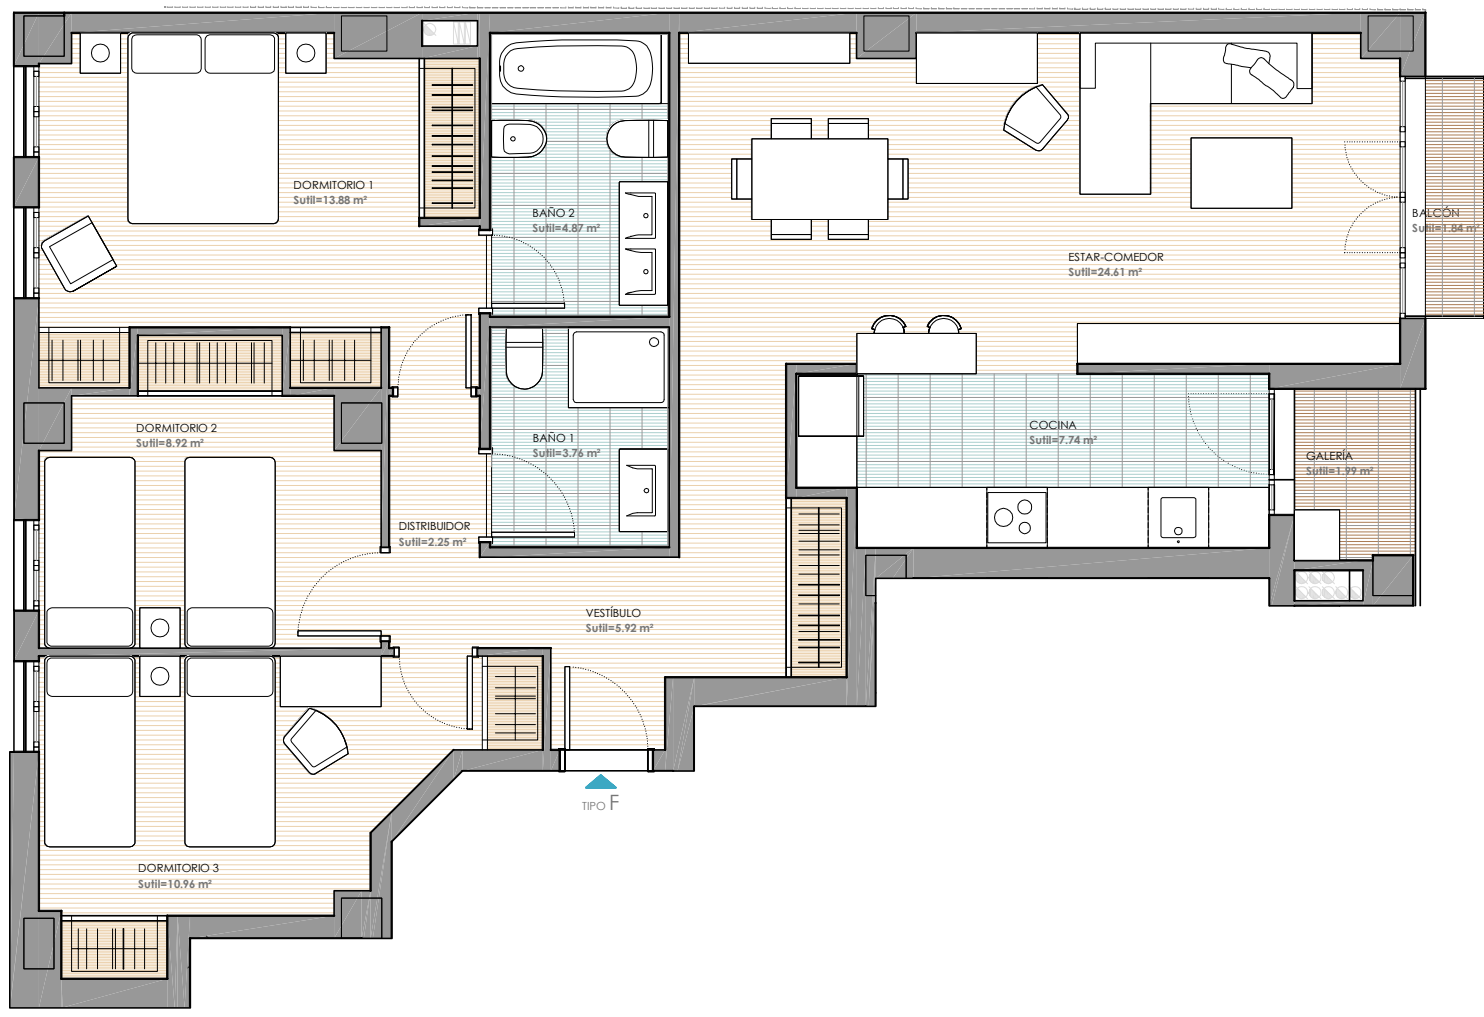 DORMITORIO 1
Sutil=13.88 m²
BAÑO 2
Sutil=4.87 m²
BALCÓN
Sutil=1.84 m²
ESTAR-COMEDOR
Sutil=24.61 m²
DORMITORIO 2
Sutil=8.92 m²
BAÑO 1
Sutil=3.76 m²
COCINA
Sutil=7.74 m²
GALERÍA
Sutil=1.99 m²
DISTRIBUIDOR
Sutil=2.25 m²
VESTÍBULO
Sutil=5.92 m²
TIPO F
DORMITORIO 3
Sutil=10.96 m²